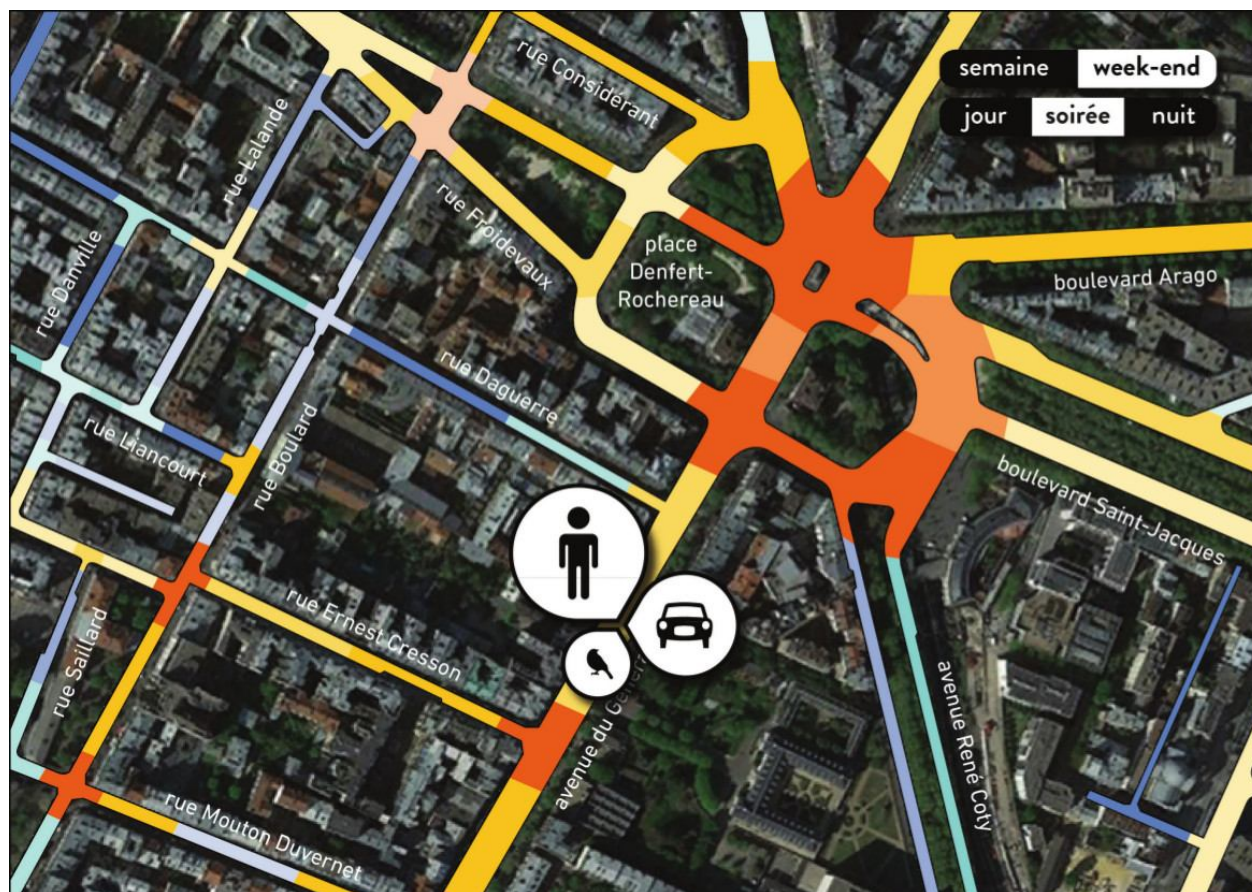 semaine week-end
jour soirée nuit
rue Considérant
rue Lalande
rue Froidevaux
place
Denfert-
Rochereau
boulevard Arago
rue Danville
rue Daguerre
rue Liancourt
rue Boulard
boulevard Saint-Jacques
rue Ernest Cresson
rue Saillard
avenue du
avenue René Coty
rue Mouton Duvernet